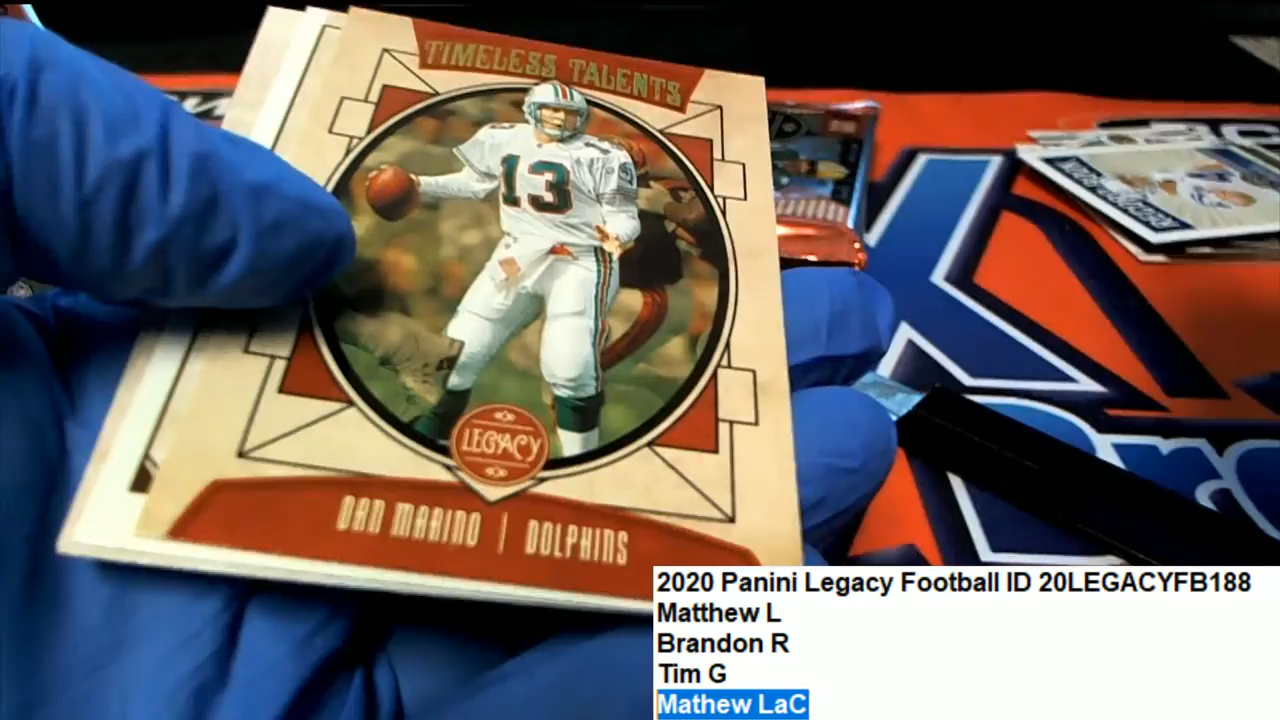 TIMELESS TALENTS
13
LEGACY
DAN MARINO | DOLPHINS
2020 Panini Legacy Football ID 20LEGACYFB188
Matthew L
Brandon R
Tim G
Mathew LaC